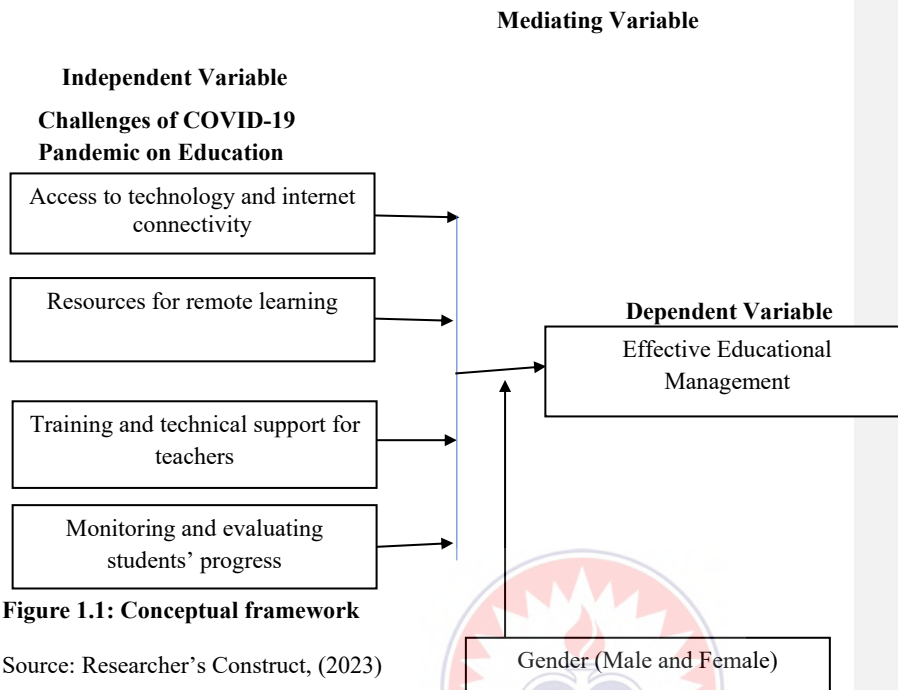 Mediating Variable
Independent Variable
Challenges of COVID-19
Pandemic on Education
Access to technology and internet
connectivity
Resources for remote learning
Training and technical support for
teachers
Monitoring and evaluating
students’ progress
Dependent Variable
Effective Educational
Management
Figure 1.1: Conceptual framework
Source: Researcher’s Construct, (2023)
Gender (Male and Female)